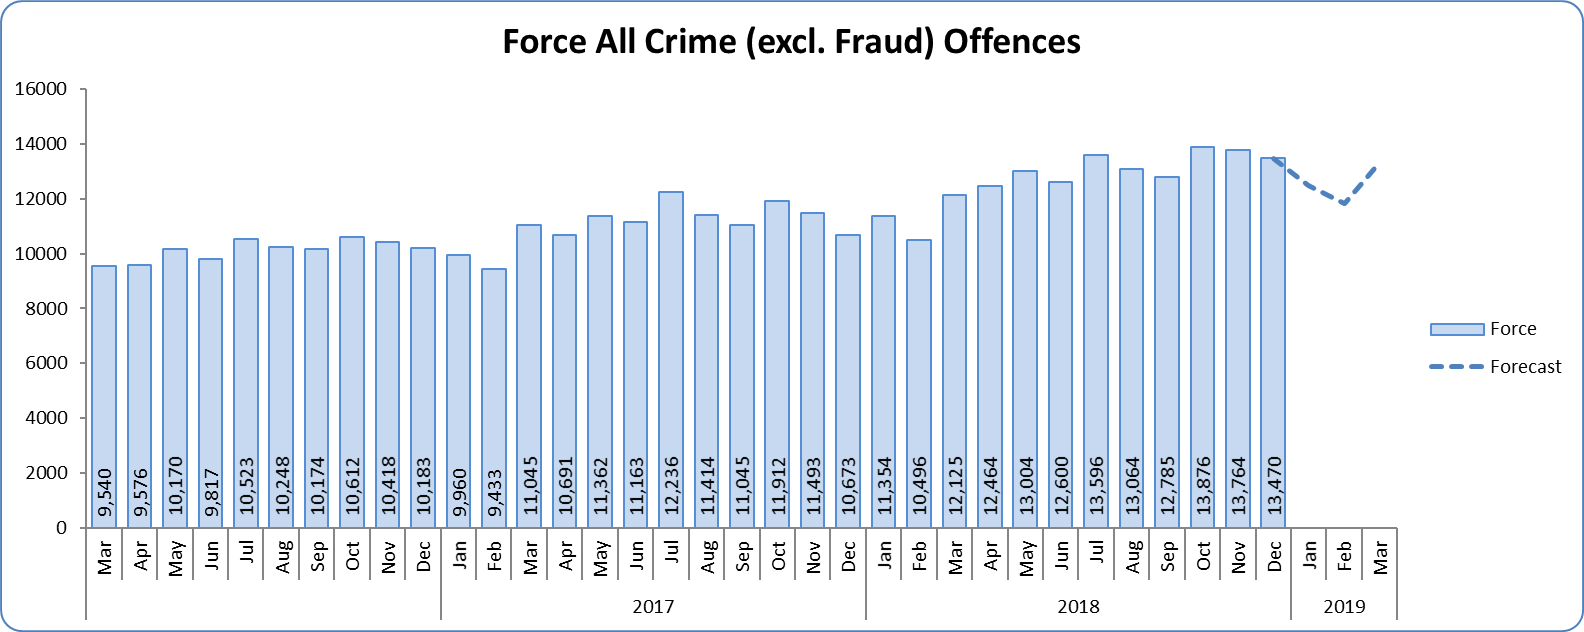 Force All Crime (excl. Fraud) Offences
16000
14000
12000
10000
8000
6000
4000
2000
0
9,540 9,576 10,170 9,817 10,523 10,248 10,174 10,612 10,418 10,183 9,960 9,433 11,045 10,691 11,362 11,163 12,236 11,414 11,045 11,912 11,493 10,673 11,354 10,496 12,125 12,464 13,004 12,600 13,596 13,064 12,785 13,876 13,764 13,470
Mar Apr May Jun Jul Aug Sep Oct Nov Dec Jan Feb Mar Apr May Jun Jul Aug Sep Oct Nov Dec Jan Feb Mar Apr May Jun Jul Aug Sep Oct Nov Dec Jan Feb Mar
2017 2018 2019
Force
Forecast